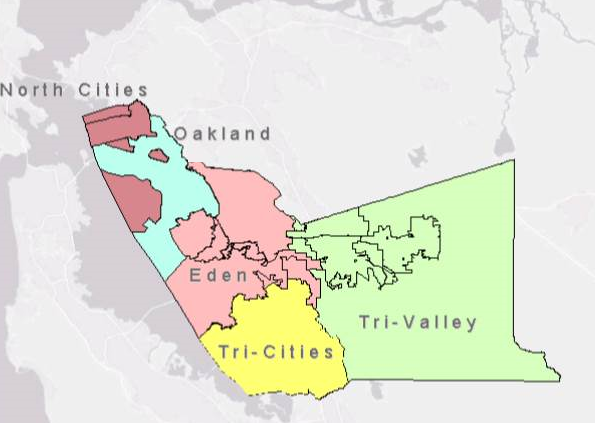 North Cities
Oakland
Eden
Tri-Valley
Tri-Cities